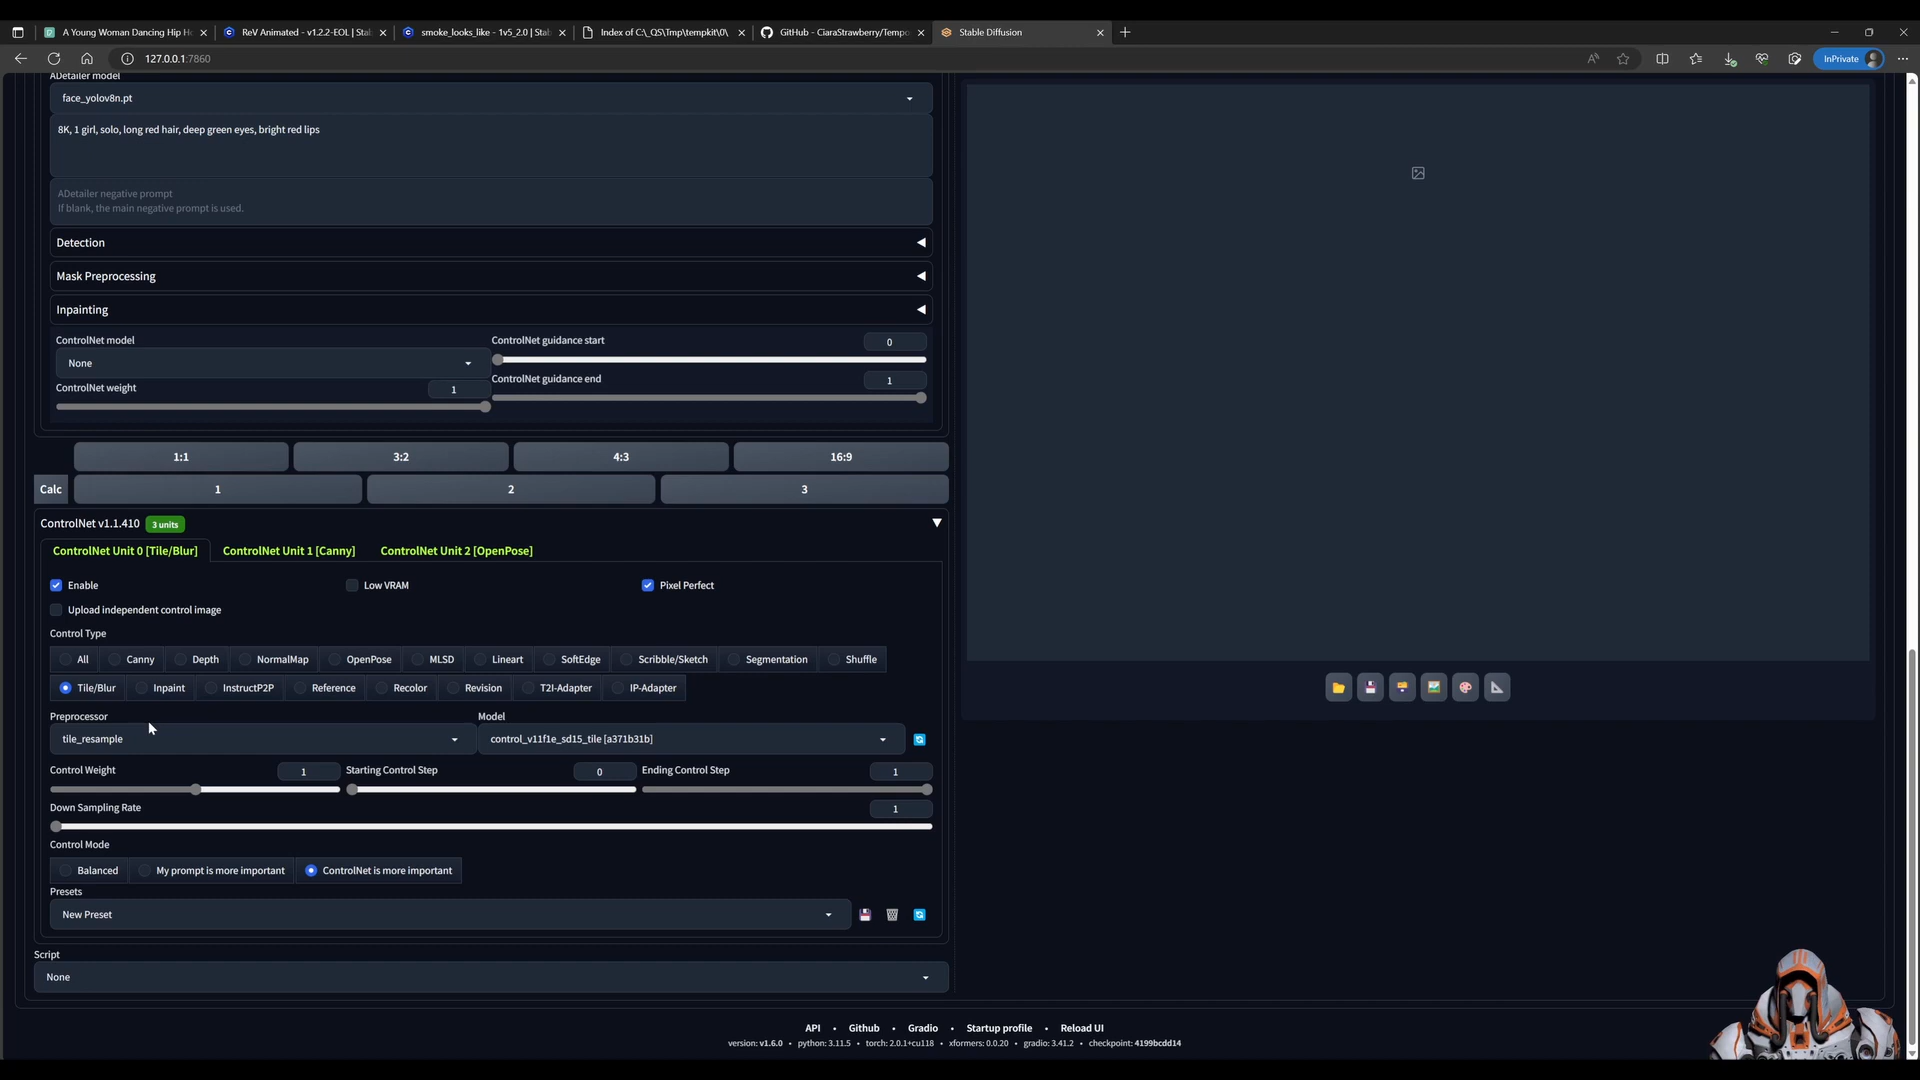 A Young Woman Dancing Hip H
ReV Animated - v1.2.2-EOL | Stal
smoke_looks_like - 1v5_2.0 | Stab
Index of C:\_QS\Tmp\tempkit\0\
GitHub - CiaraStrawberry/Tempo
Stable Diffusion
127.0.0.1:7860
InPrivate
ADetailer model
face_yolov8n.pt
8K, 1 girl, solo, long red hair, deep green eyes, bright red lips
ADetailer negative prompt
If blank, the main negative prompt is used.
Detection
Mask Preprocessing
Inpainting
ControlNet model
ControlNet guidance start
0
None
ControlNet guidance end
1
ControlNet weight
1
1:1
3:2
4:3
16:9
Calc
1
2
3
ControlNet v1.1.410
3 units
ControlNet Unit 0 [Tile/Blur]
ControlNet Unit 1 [Canny]
ControlNet Unit 2 [OpenPose]
Enable
Low VRAM
Pixel Perfect
Upload independent control image
Control Type
All
Canny
Depth
NormalMap
OpenPose
MLSD
Lineart
SoftEdge
Scribble/Sketch
Segmentation
Shuffle
Tile/Blur
Inpaint
InstructP2P
Reference
Recolor
Revision
T2I-Adapter
IP-Adapter
Preprocessor
Model
tile_resample
control_v11f1e_sd15_tile [a371b31b]
Control Weight
1
Starting Control Step
0
Ending Control Step
1
Down Sampling Rate
1
Control Mode
Balanced
My prompt is more important
ControlNet is more important
Presets
New Preset
Script
None
API • Github • Gradio • Startup profile • Reload UI
version: v1.6.0 • python: 3.11.5 • torch: 2.0.1+cu118 • xformers: 0.0.20 • gradio: 3.41.2 • checkpoint: 4199bcdd14